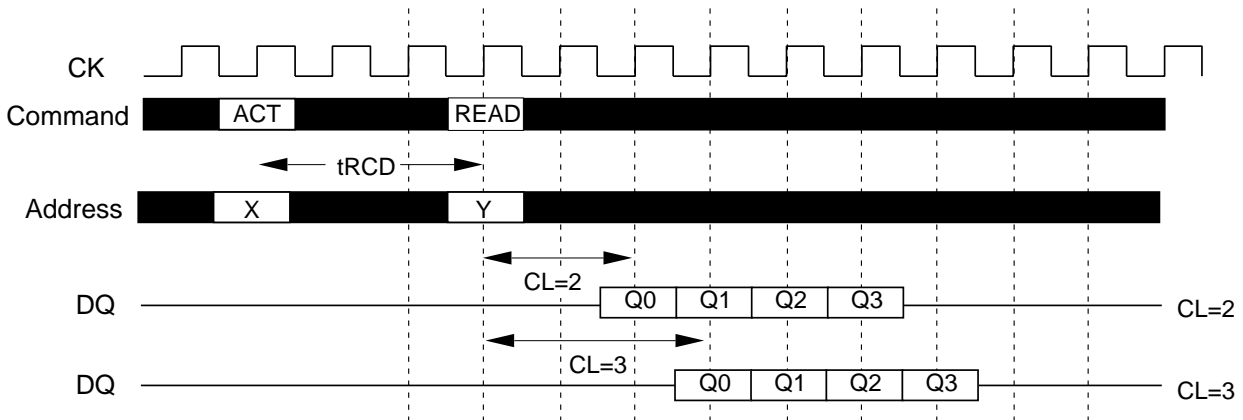 CK
Command ACT READ
tRCD
Address X Y
CL=2
DQ Q0 Q1 Q2 Q3 CL=2
CL=3
DQ Q0 Q1 Q2 Q3 CL=3